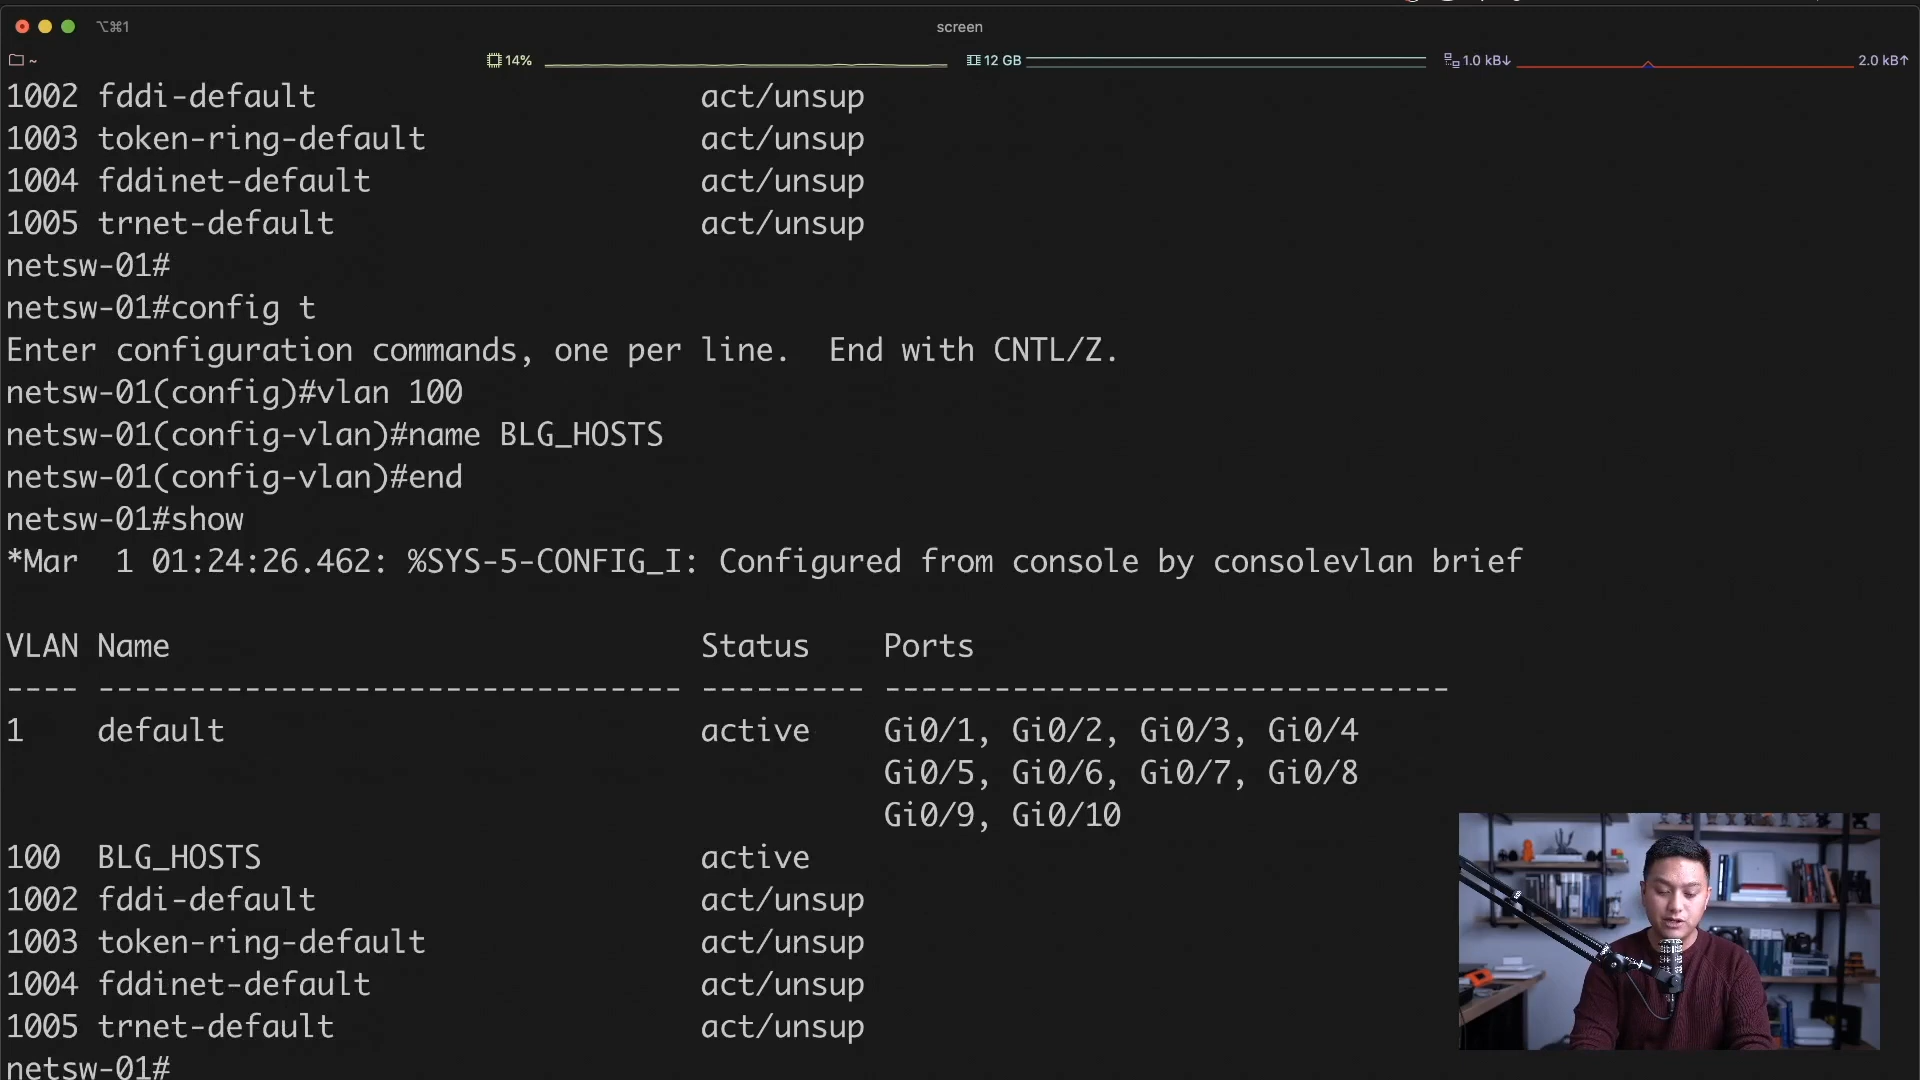 ⌥⌘1
screen
~
14%
12 GB
1.0 kB↓
2.0 kB↑
1002 fddi-default                     act/unsup
1003 token-ring-default               act/unsup
1004 fddinet-default                  act/unsup
1005 trnet-default                    act/unsup
netsw-01#
netsw-01#config t
Enter configuration commands, one per line.  End with CNTL/Z.
netsw-01(config)#vlan 100
netsw-01(config-vlan)#name BLG_HOSTS
netsw-01(config-vlan)#end
netsw-01#show
*Mar  1 01:24:26.462: %SYS-5-CONFIG_I: Configured from console by consolevlan brief
VLAN Name                             Status    Ports
---- -------------------------------- --------- -------------------------------
1    default                          active    Gi0/1, Gi0/2, Gi0/3, Gi0/4
                                                Gi0/5, Gi0/6, Gi0/7, Gi0/8
                                                Gi0/9, Gi0/10
100  BLG_HOSTS                        active
1002 fddi-default                     act/unsup
1003 token-ring-default               act/unsup
1004 fddinet-default                  act/unsup
1005 trnet-default                    act/unsup
netsw-01#